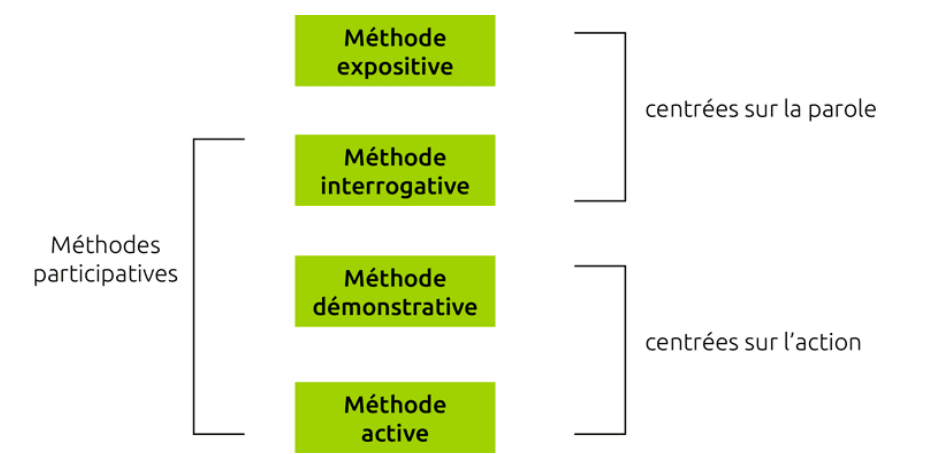 Méthode
expositive
centrées sur la parole
Méthode
interrogative
Méthodes
participatives
Méthode
démonstrative
centrées sur l’action
Méthode
active